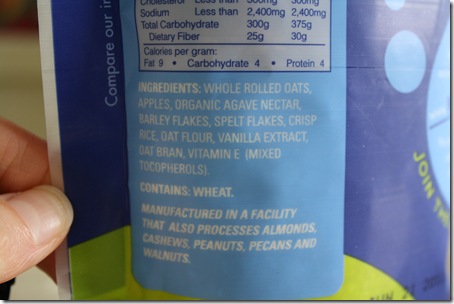 Cholesterol Less than 300mg 300mg
Sodium Less than 2,400mg 2,400mg
Total Carbohydrate 300g 375g
Dietary Fiber 25g 30g
Calories per gram:
Fat 9 • Carbohydrate 4 • Protein 4
INGREDIENTS: WHOLE ROLLED OATS,
APPLES, ORGANIC AGAVE NECTAR,
BARLEY FLAKES, SPELT FLAKES, CRISP
RICE, OAT FLOUR, VANILLA EXTRACT,
OAT BRAN, VITAMIN E (MIXED
TOCOPHEROLS).
CONTAINS: WHEAT.
MANUFACTURED IN A FACILITY
THAT ALSO PROCESSES ALMONDS,
CASHEWS, PEANUTS, PECANS AND
WALNUTS.
Compare our in
JOIN TH